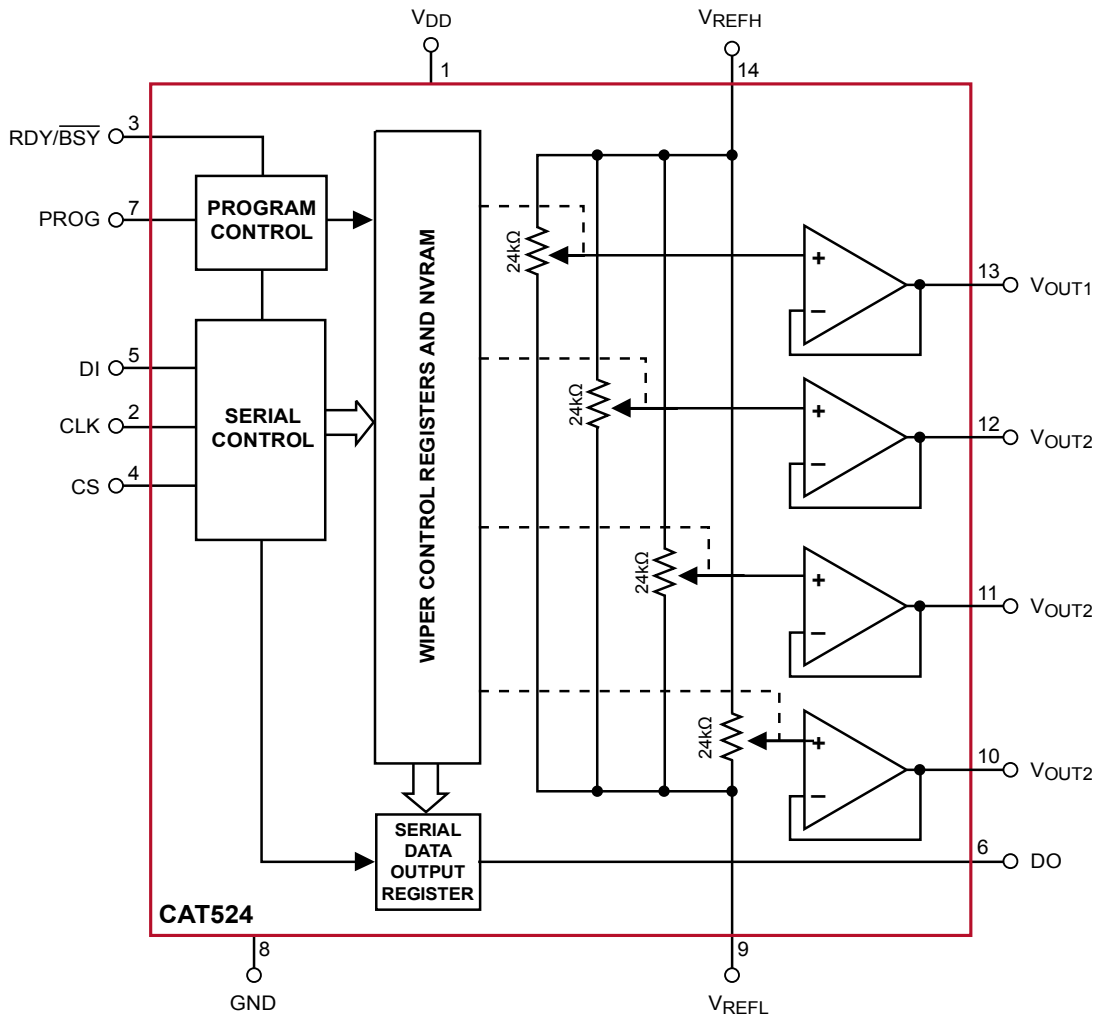 VDD
VREFH
1
14
3
RDY/BSY
7
PROG
PROGRAM
CONTROL
5
DI
2
CLK
4
CS
SERIAL
CONTROL
WIPER CONTROL REGISTERS AND NVRAM
24kΩ
+
−
13
VOUT1
24kΩ
+
−
12
VOUT2
24kΩ
+
−
11
VOUT2
24kΩ
+
−
10
VOUT2
SERIAL
DATA
OUTPUT
REGISTER
6
DO
CAT524
8
9
GND
VREFL